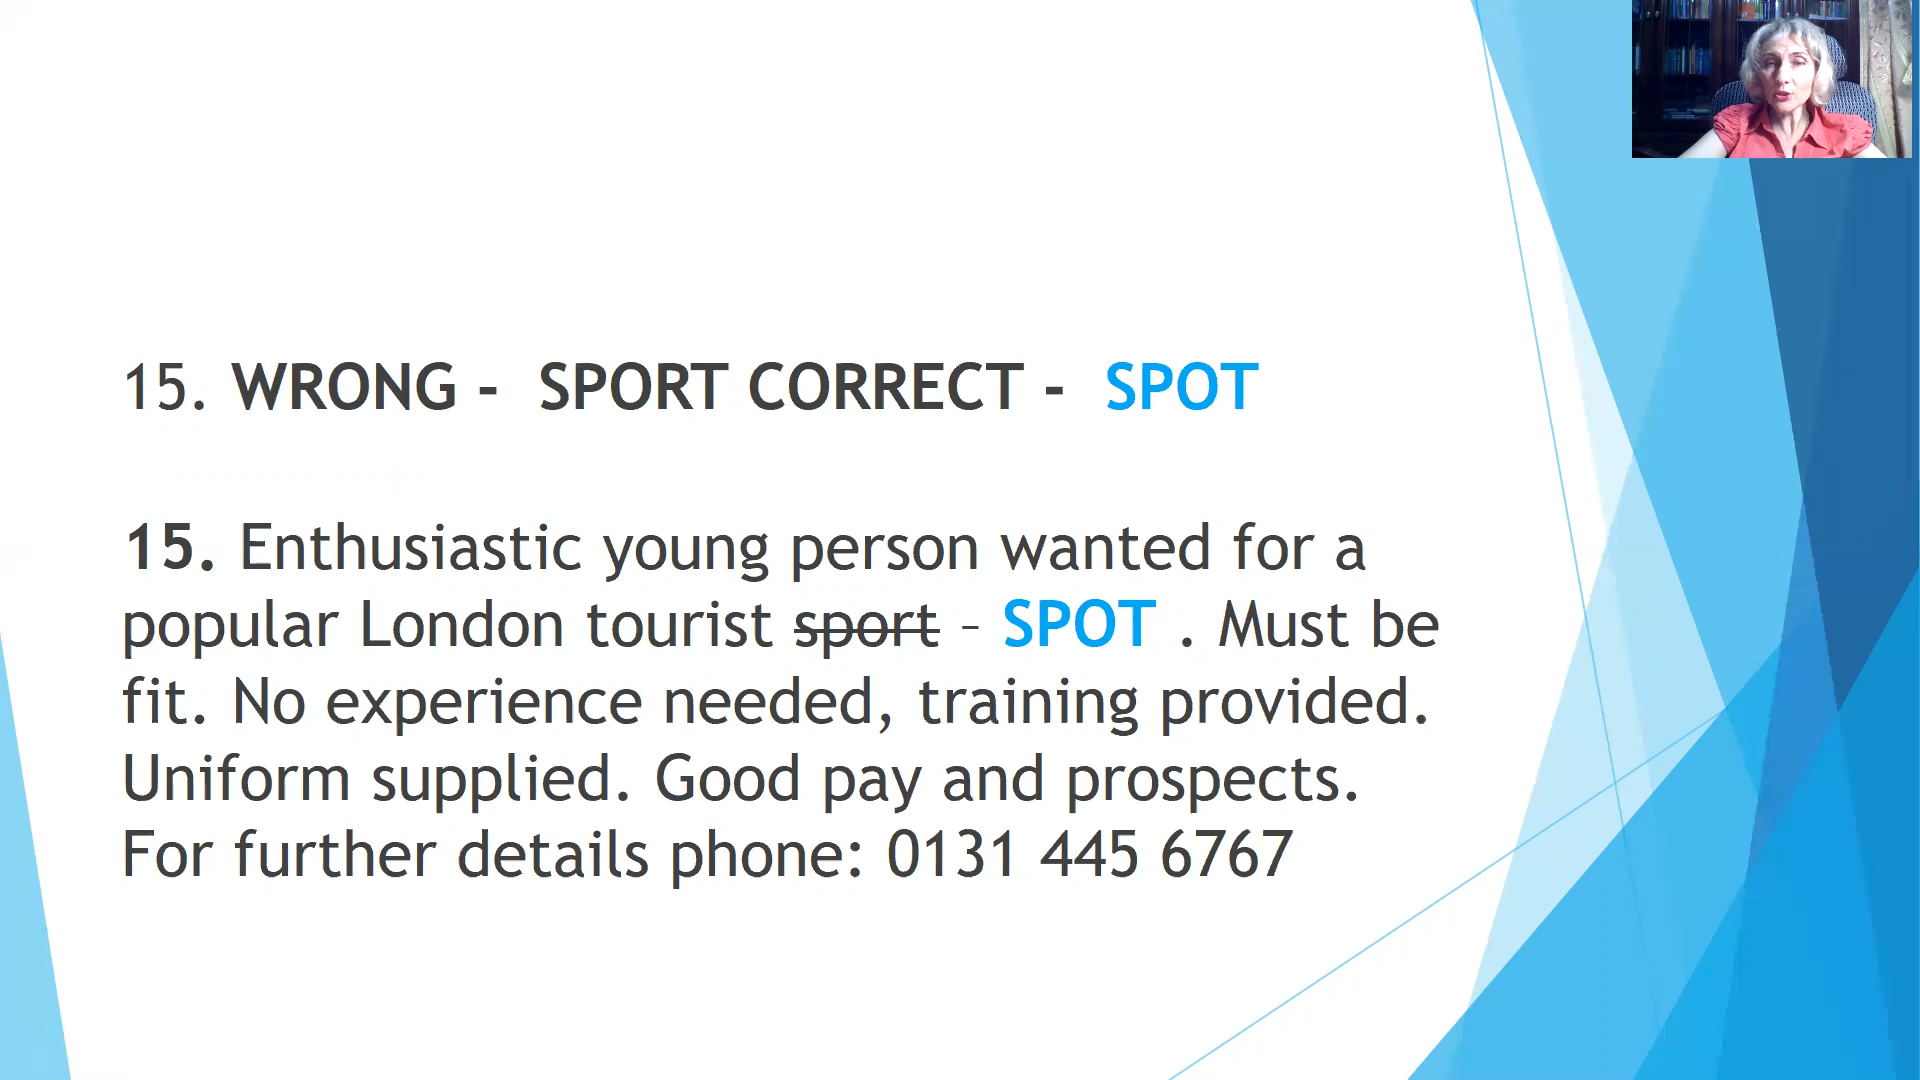 15. WRONG - SPORT CORRECT - SPOT
15. Enthusiastic young person wanted for a
popular London tourist sport – SPOT . Must be
fit. No experience needed, training provided.
Uniform supplied. Good pay and prospects.
For further details phone: 0131 445 6767